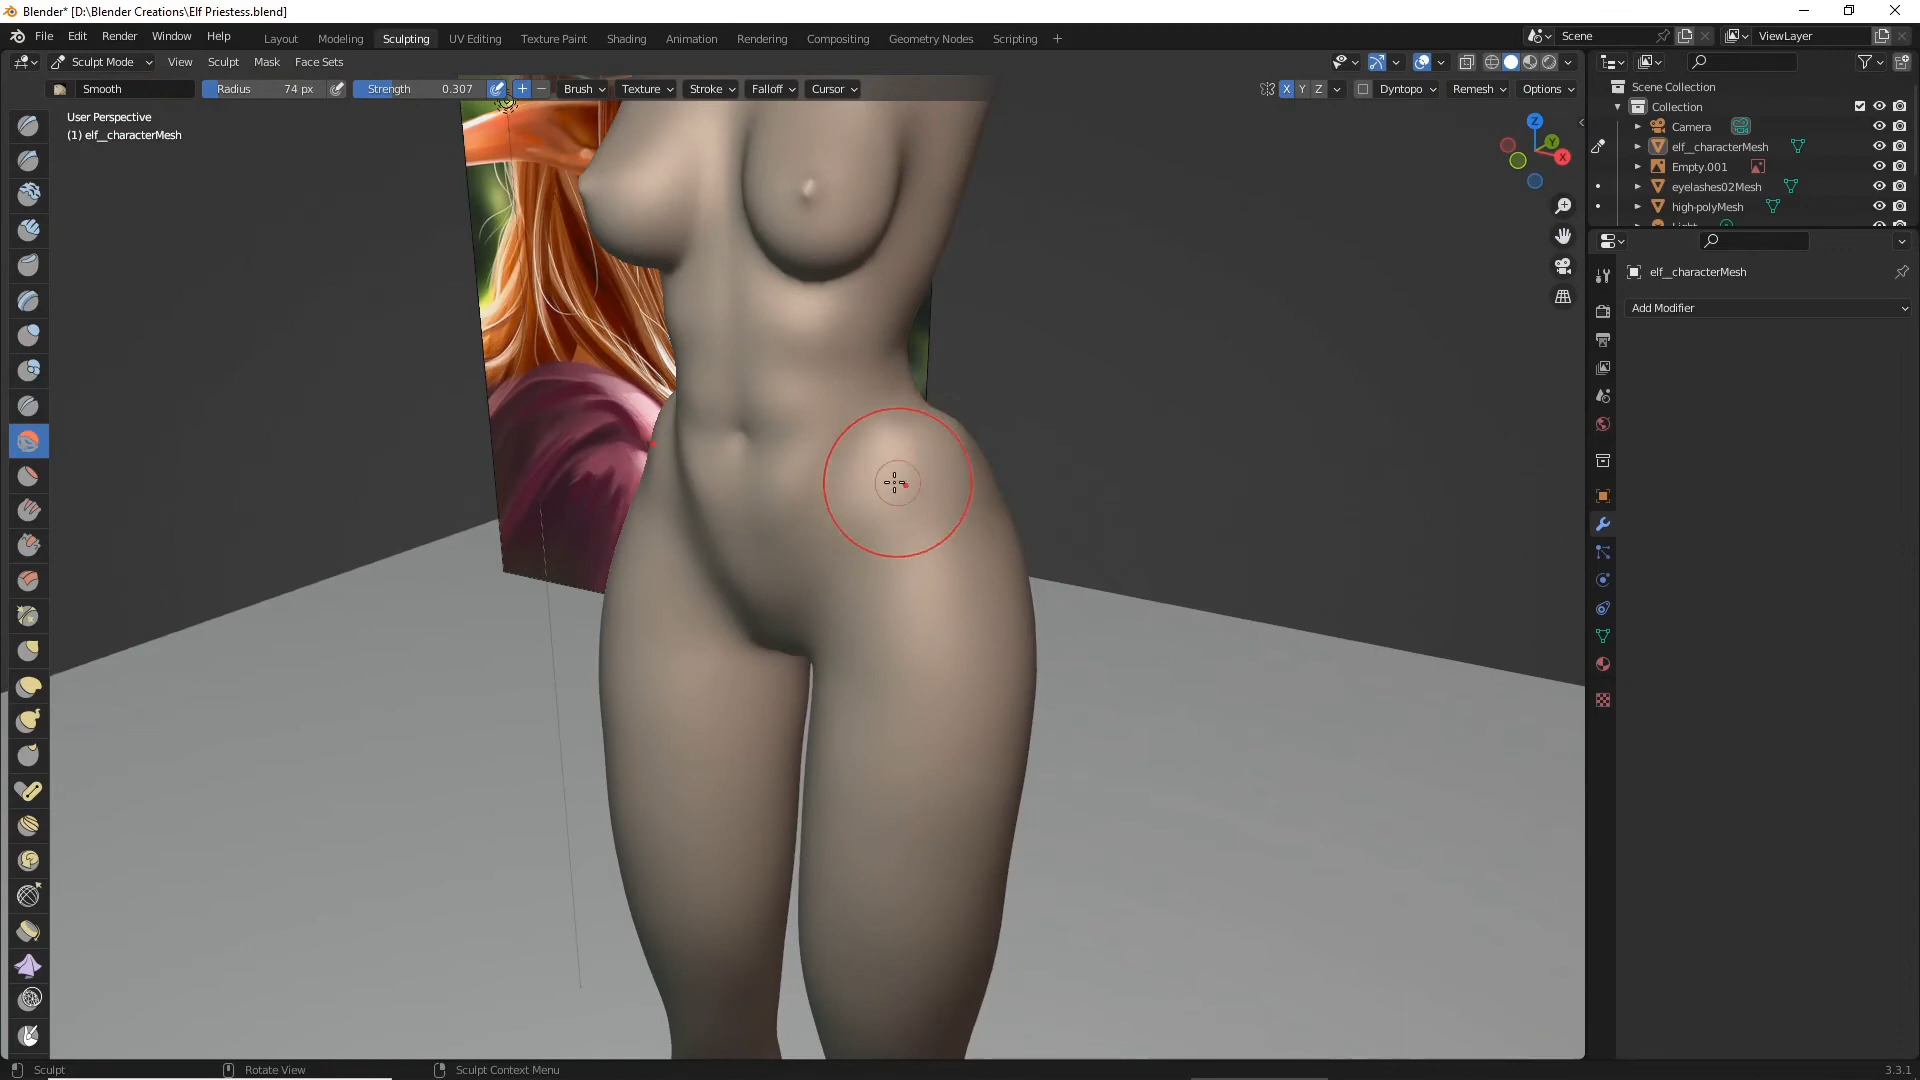 Blender* [D:\Blender Creations\Elf Priestess.blend]
File Edit Render Window Help Layout Modeling Sculpting UV Editing Texture Paint Shading Animation Rendering Compositing Geometry Nodes Scripting + Scene ViewLayer
Sculpt Mode View Sculpt Mask Face Sets
Smooth Radius 74 px Strength 0.307 Brush Texture Stroke Falloff Cursor X Y Z Dyntopo Remesh Options
User Perspective
(1) elf__characterMesh
Z
Y
X
Scene Collection
Collection
Camera
elf__characterMesh
Empty.001
eyelashes02Mesh
high-polyMesh
elf__characterMesh
Add Modifier
Sculpt Rotate View Sculpt Context Menu 3.3.1